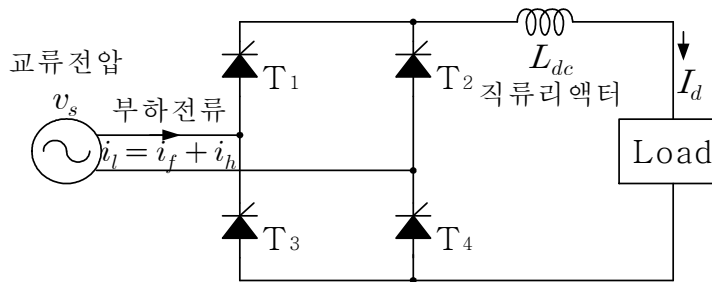 교류전압
v_s
부하전류
i_l = i_f + i_h
T1
T2
T3
T4
L_dc
직류리액터
I_d
Load